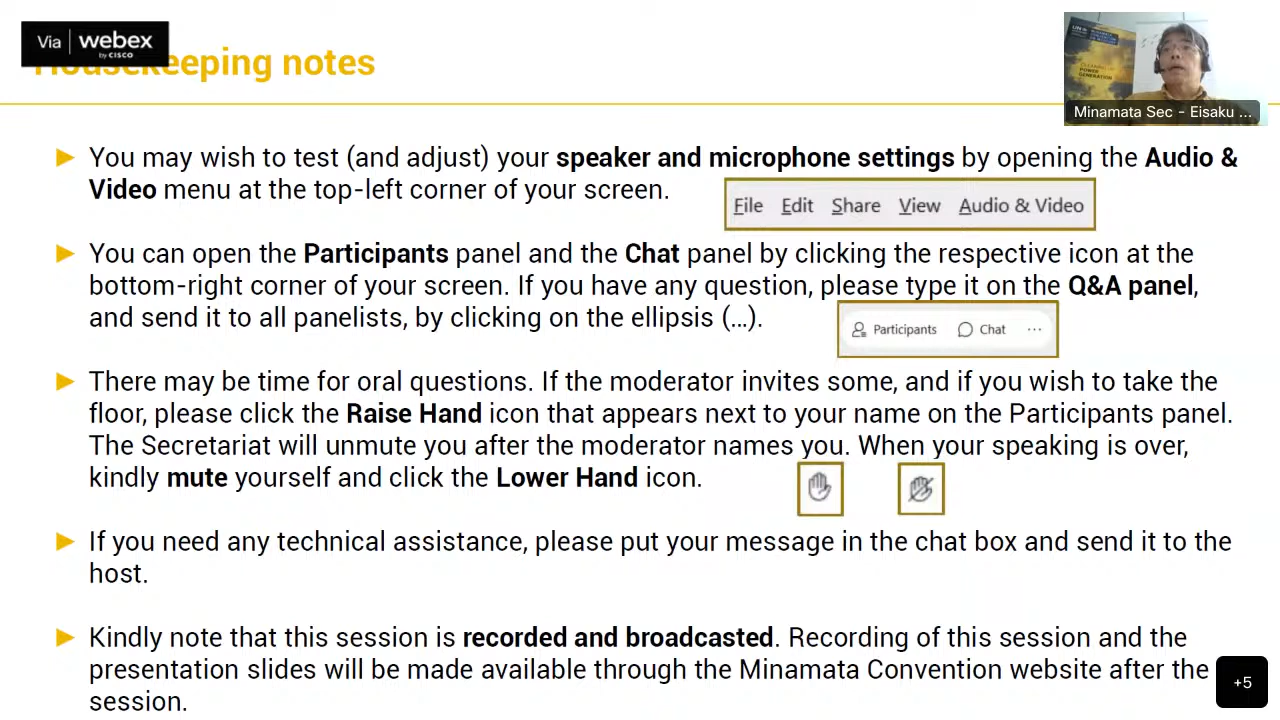 Via webex
by CISCO
Housekeeping notes
Minamata Sec - Eisaku ...
You may wish to test (and adjust) your speaker and microphone settings by opening the Audio &
Video menu at the top-left corner of your screen.
File Edit Share View Audio & Video
You can open the Participants panel and the Chat panel by clicking the respective icon at the
bottom-right corner of your screen. If you have any question, please type it on the Q&A panel,
and send it to all panelists, by clicking on the ellipsis (…).
Participants Chat ···
There may be time for oral questions. If the moderator invites some, and if you wish to take the
floor, please click the Raise Hand icon that appears next to your name on the Participants panel.
The Secretariat will unmute you after the moderator names you. When your speaking is over,
kindly mute yourself and click the Lower Hand icon.
If you need any technical assistance, please put your message in the chat box and send it to the
host.
Kindly note that this session is recorded and broadcasted. Recording of this session and the
presentation slides will be made available through the Minamata Convention website after the
session.
+5